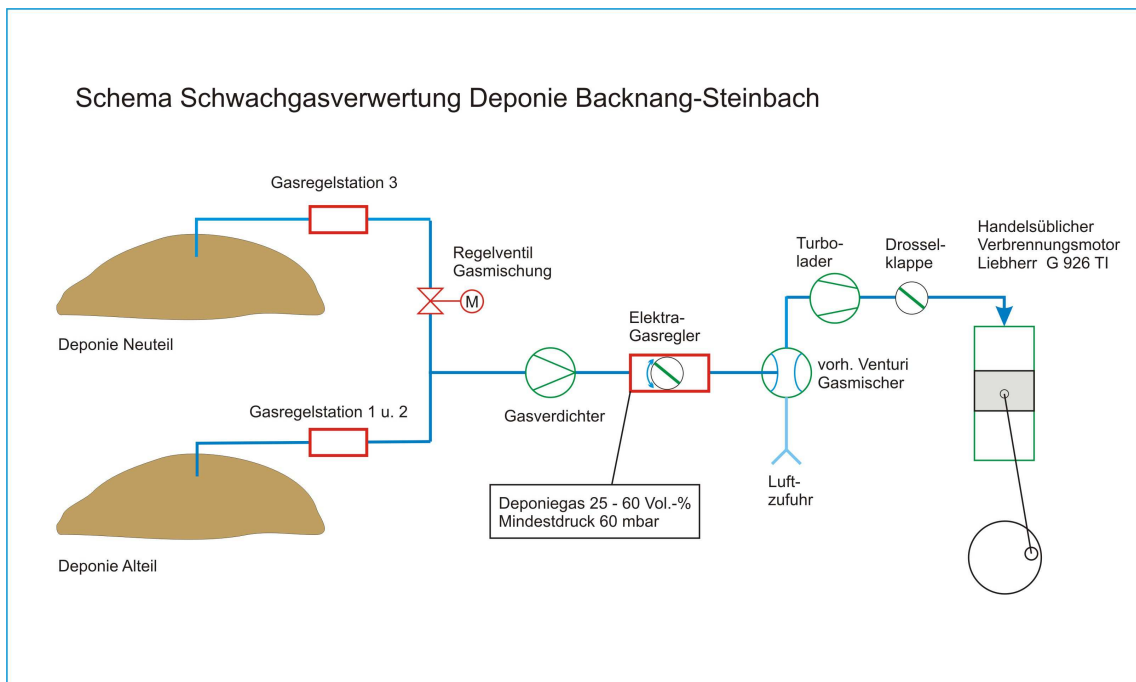 Schema Schwachgasverwertung Deponie Backnang-Steinbach
Gasregelstation 3
Regelventil
Gasmischung
M
Deponie Neuteil
Gasregelstation 1 u. 2
Deponie Alteil
Gasverdichter
Elektra-
Gasregler
Deponiegas 25 - 60 Vol.-%
Mindestdruck 60 mbar
Turbo-
lader
Drossel-
klappe
Handelsüblicher
Verbrennungsmotor
Liebherr G 926 TI
vorh. Venturi
Gasmischer
Luft-
zufuhr